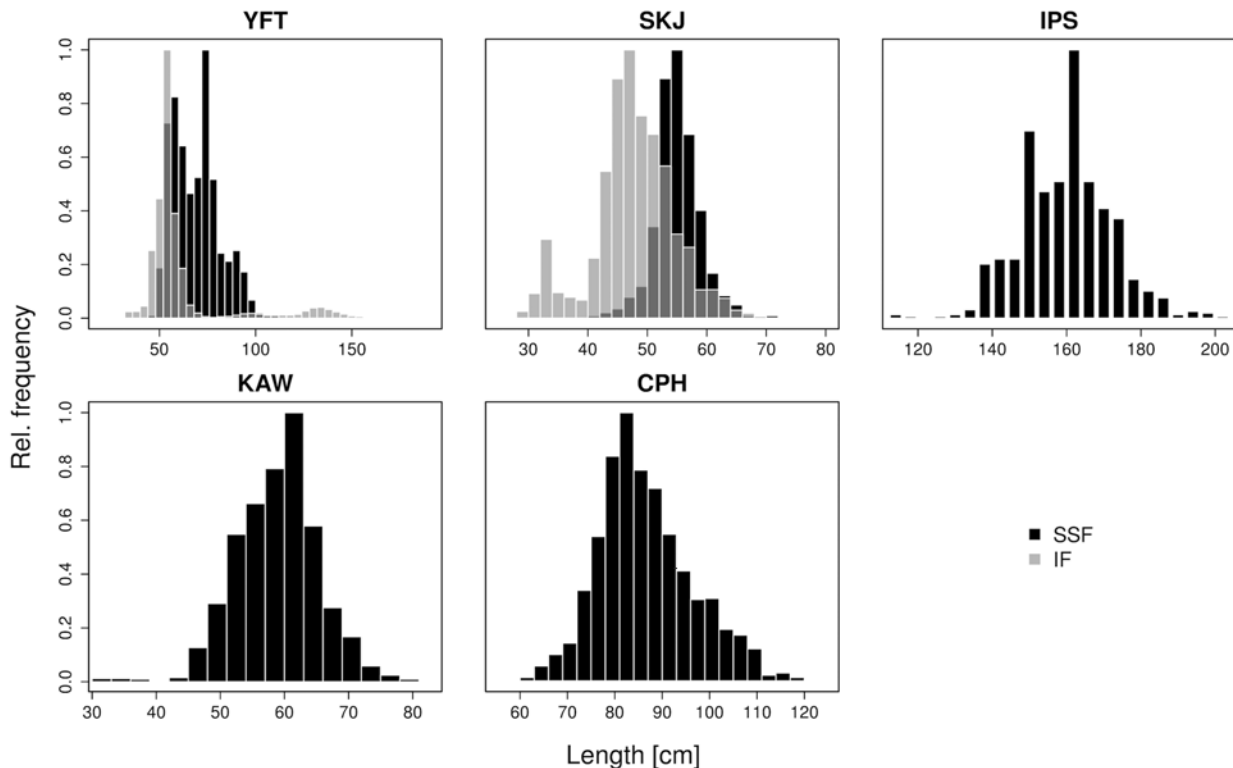 YFT
SKJ
IPS
1.0
0.8
0.6
0.4
0.2
0.0
50 100 150
30 40 50 60 70 80
120 140 160 180 200
KAW
CPH
Rel. frequency
1.0
0.8
0.6
0.4
0.2
0.0
30 40 50 60 70 80
60 70 80 90 100 110 120
SSF
IF
Length [cm]